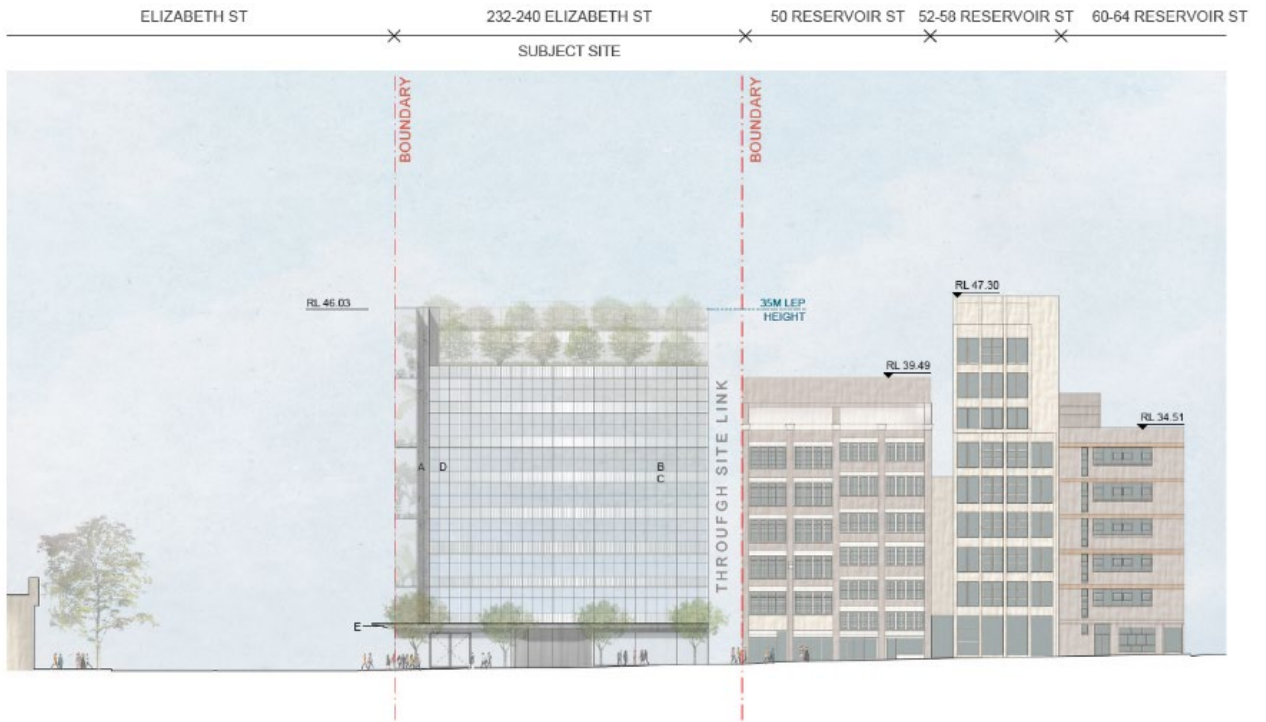 ELIZABETH ST
232-240 ELIZABETH ST
50 RESERVOIR ST
52-58 RESERVOIR ST
60-64 RESERVOIR ST
SUBJECT SITE
BOUNDARY
BOUNDARY
RL 46.03
35M LEP
HEIGHT
RL 47.30
RL 39.49
RL 34.51
THROUFGH SITE LINK
A
D
B
C
E